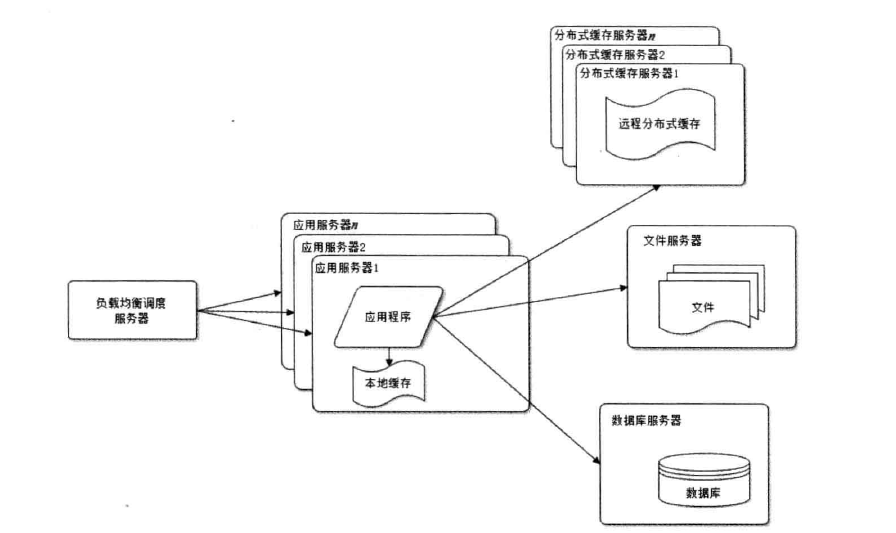 分布式缓存服务器n
分布式缓存服务器2
分布式缓存服务器1
远程分布式缓存
应用服务器n
应用服务器2
应用服务器1
负载均衡调度
服务器
应用程序
本地缓存
文件服务器
文件
数据库服务器
数据库